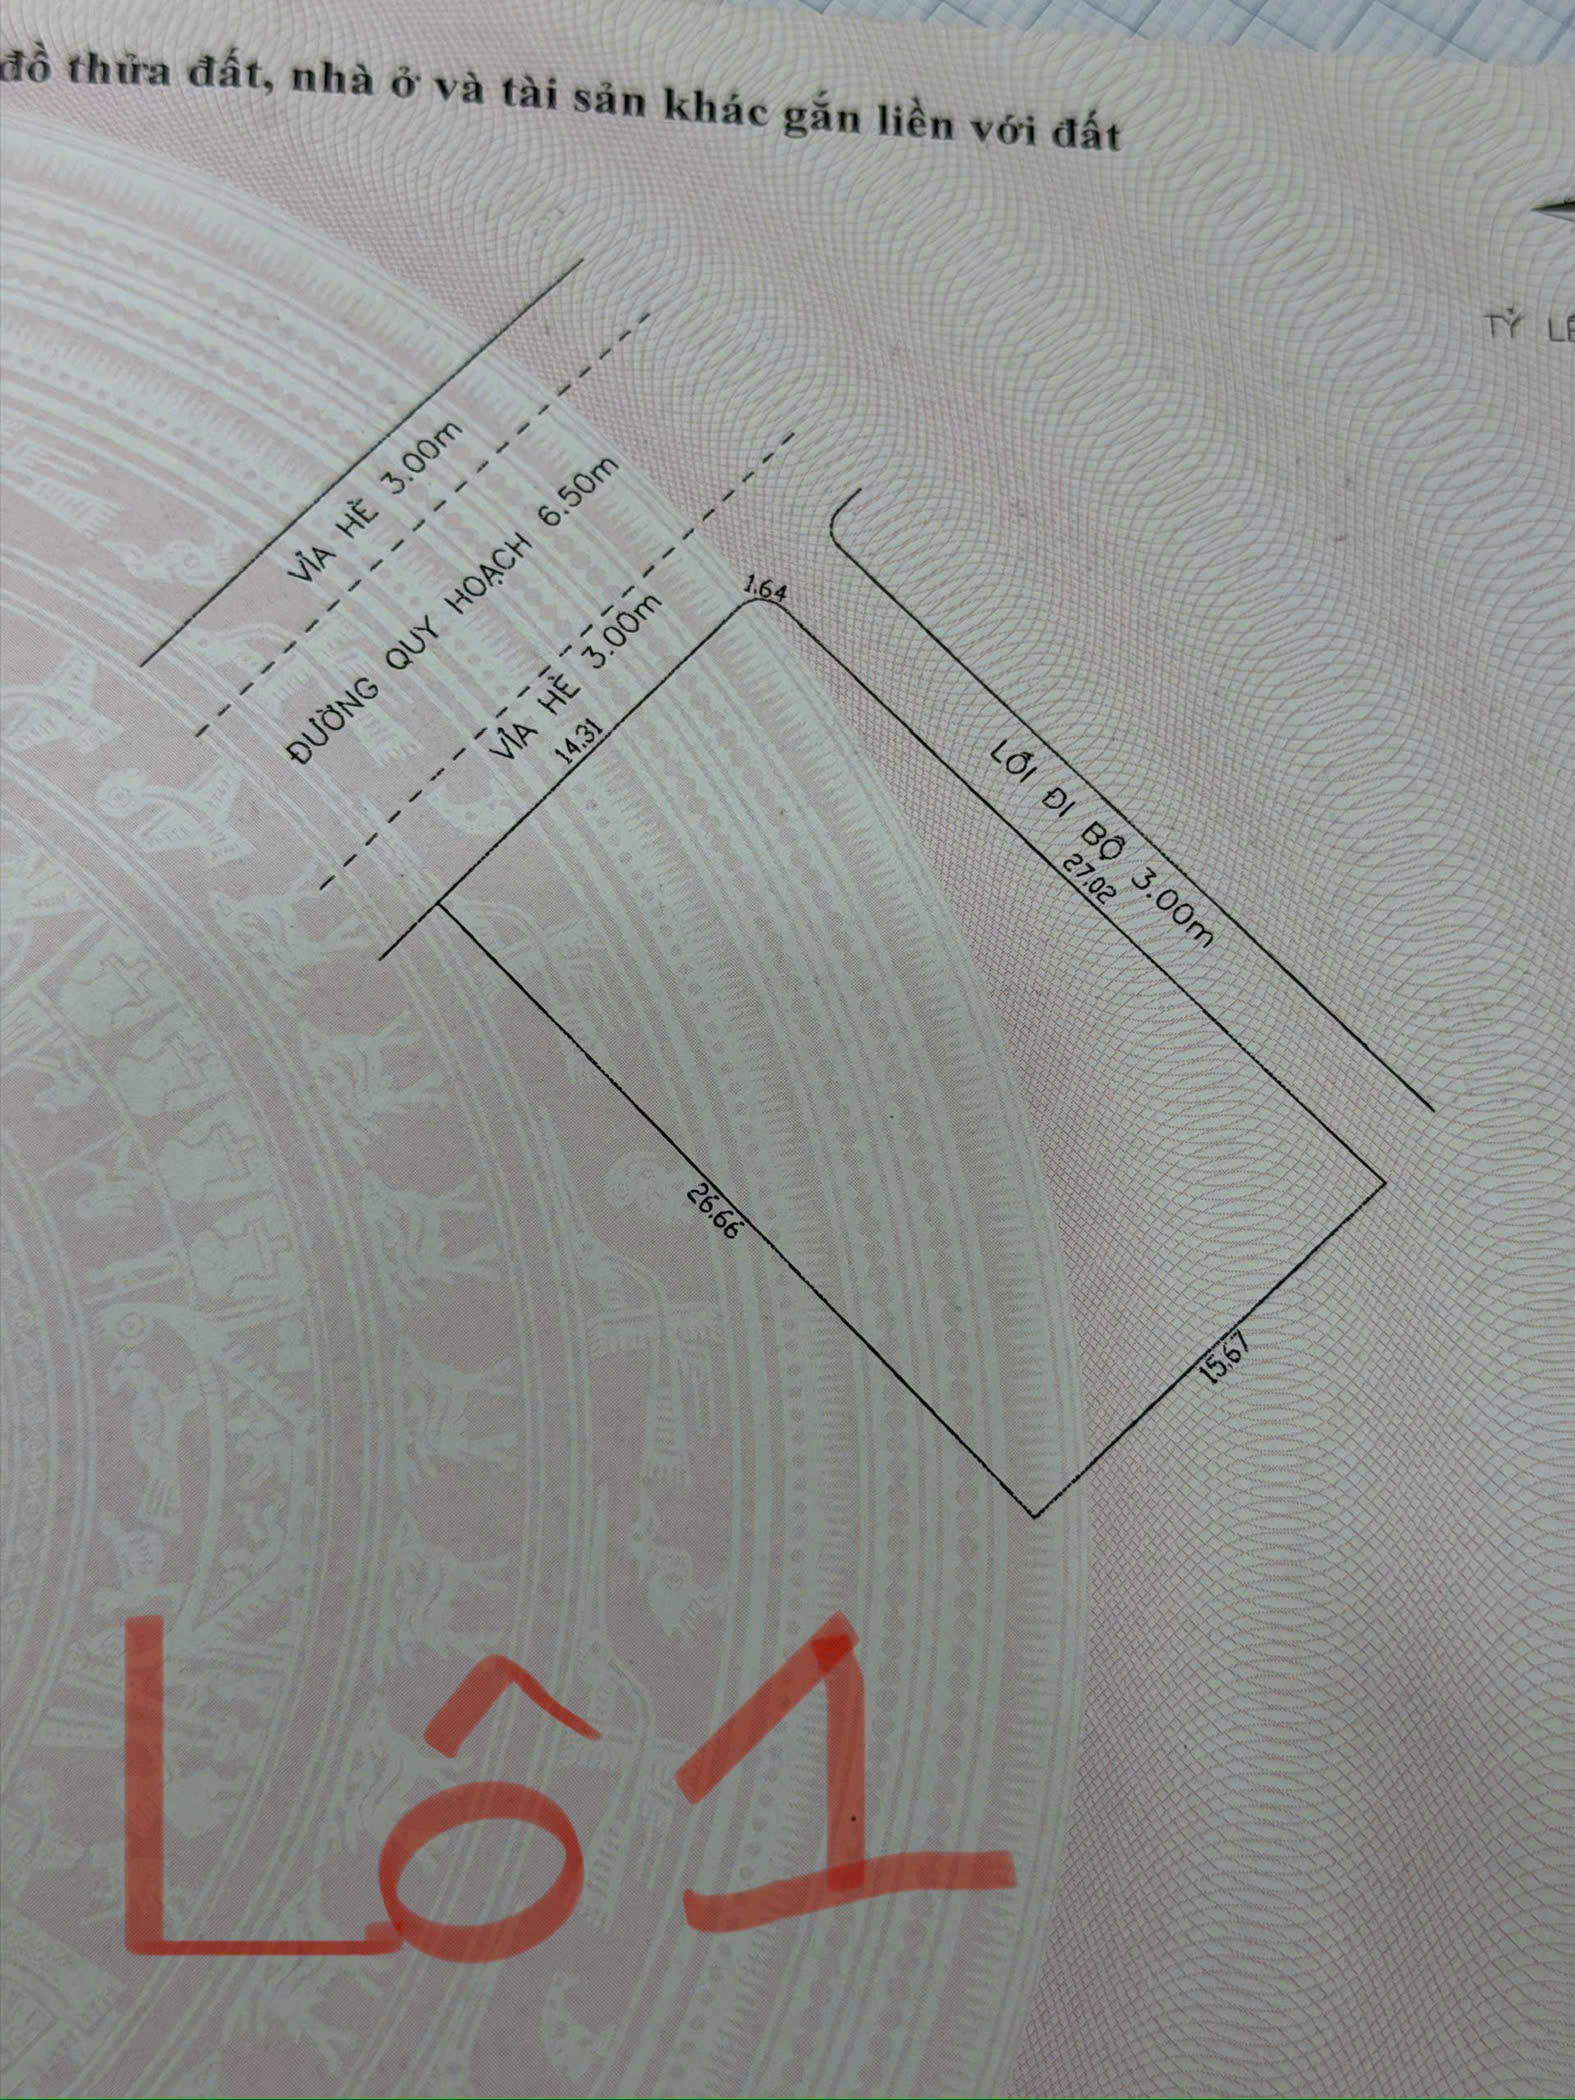 đồ thửa đất, nhà ở và tài sản khác gắn liền với đất
TỶ
VỈA HÈ 3.00m
ĐƯỜNG QUY HOẠCH 6.50m
VỈA HÈ 3.00m
1.64
14.31
LỐI ĐI BỘ 3.00m
27.02
26.66
15.67
Lô 1